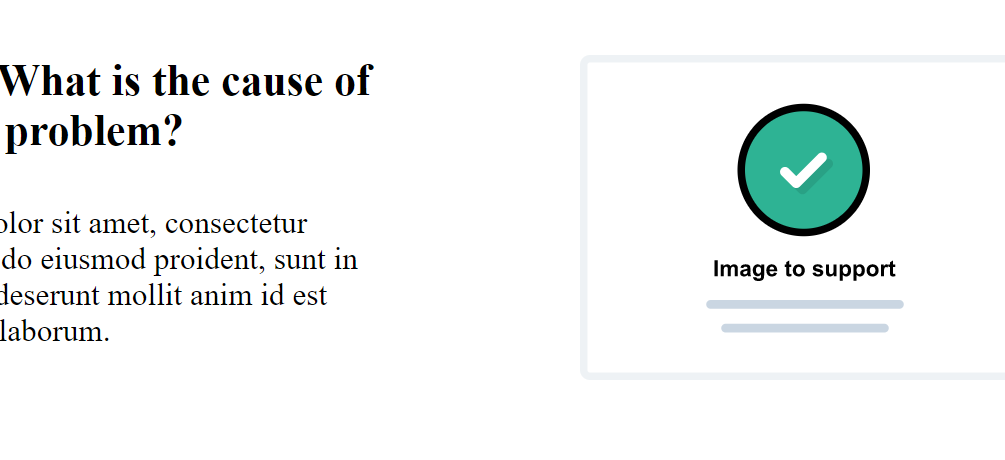 What is the cause of
problem?
olor sit amet, consectetur
do eiusmod proident, sunt in
deserunt mollit anim id est
laborum.
Image to support